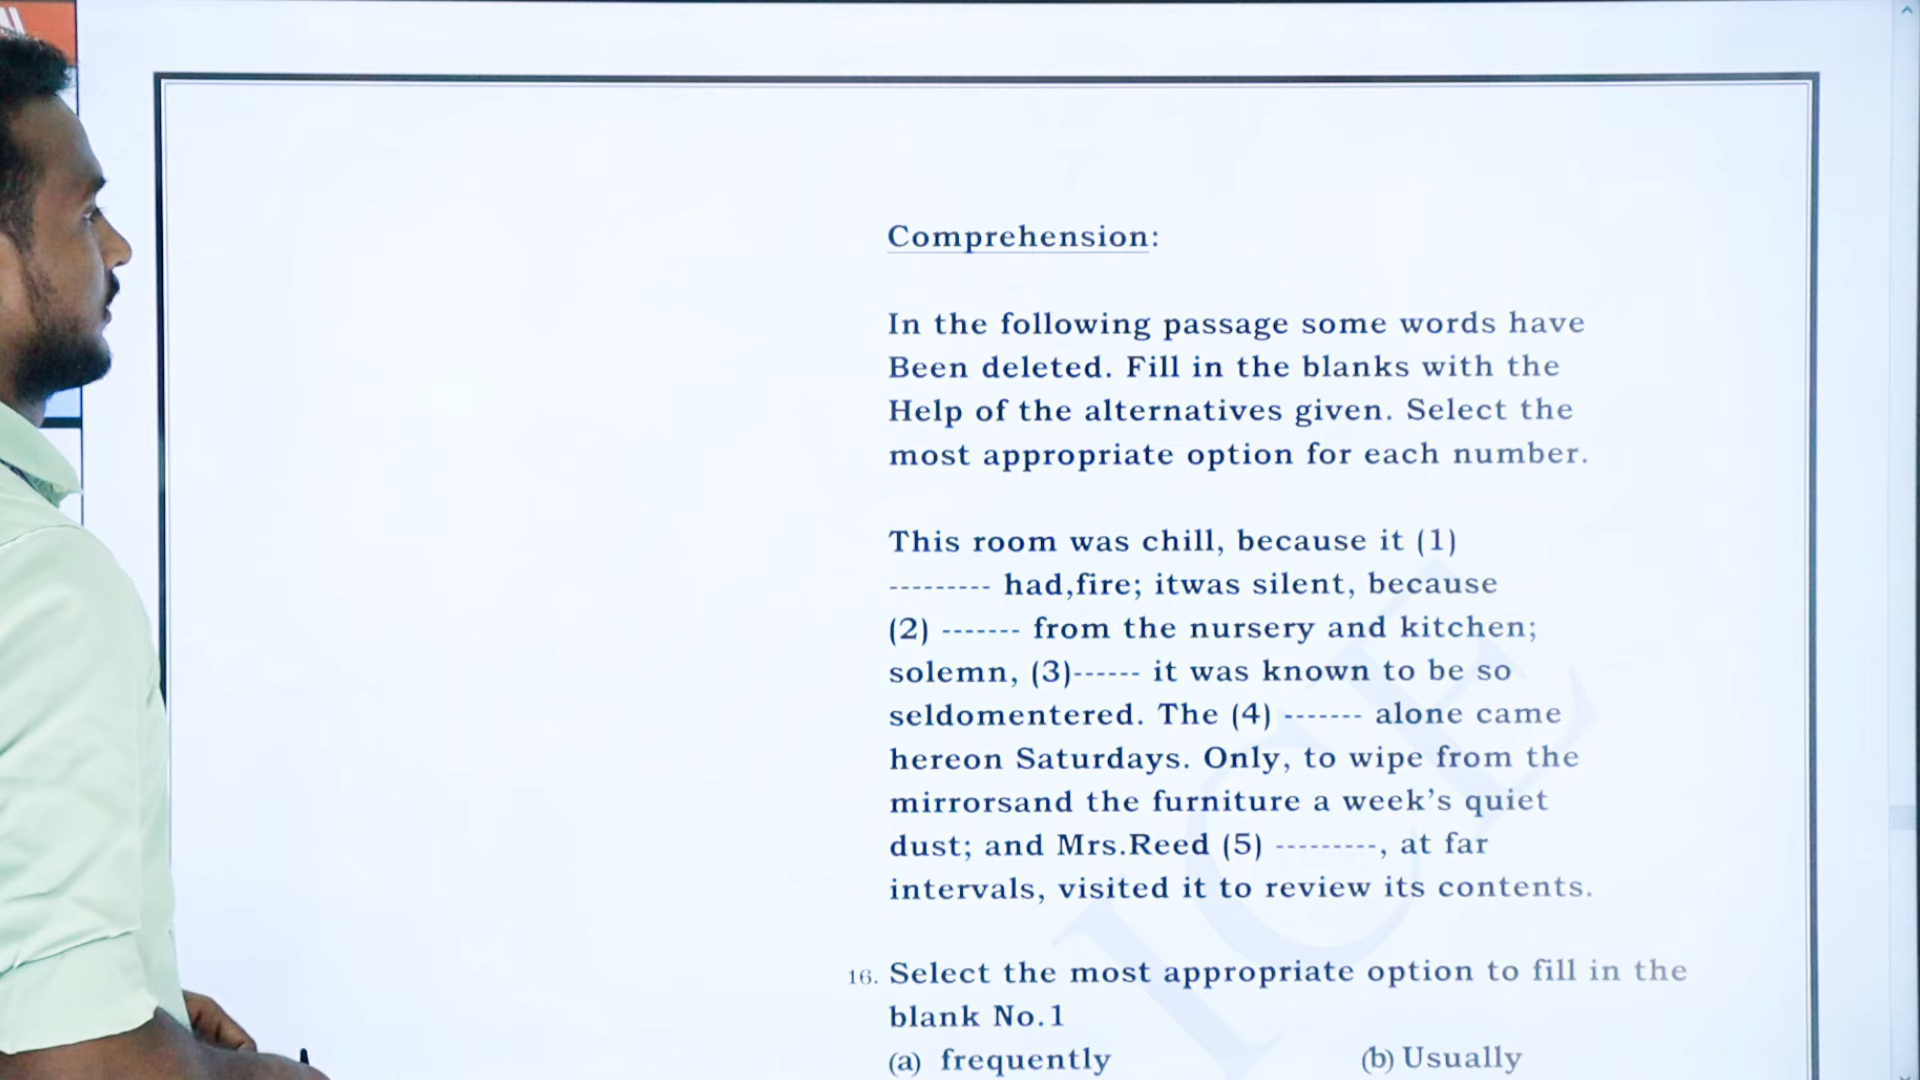 Comprehension:
In the following passage some words have
Been deleted. Fill in the blanks with the
Help of the alternatives given. Select the
most appropriate option for each number.
This room was chill, because it (1)
--------- had,fire; itwas silent, because
(2) ------- from the nursery and kitchen;
solemn, (3)------ it was known to be so
seldomentered. The (4) ------- alone came
hereon Saturdays. Only, to wipe from the
mirrorsand the furniture a week's quiet
dust; and Mrs.Reed (5) ---------, at far
intervals, visited it to review its contents.
16. Select the most appropriate option to fill in the
blank No.1
(a) frequently (b) Usually
ICE